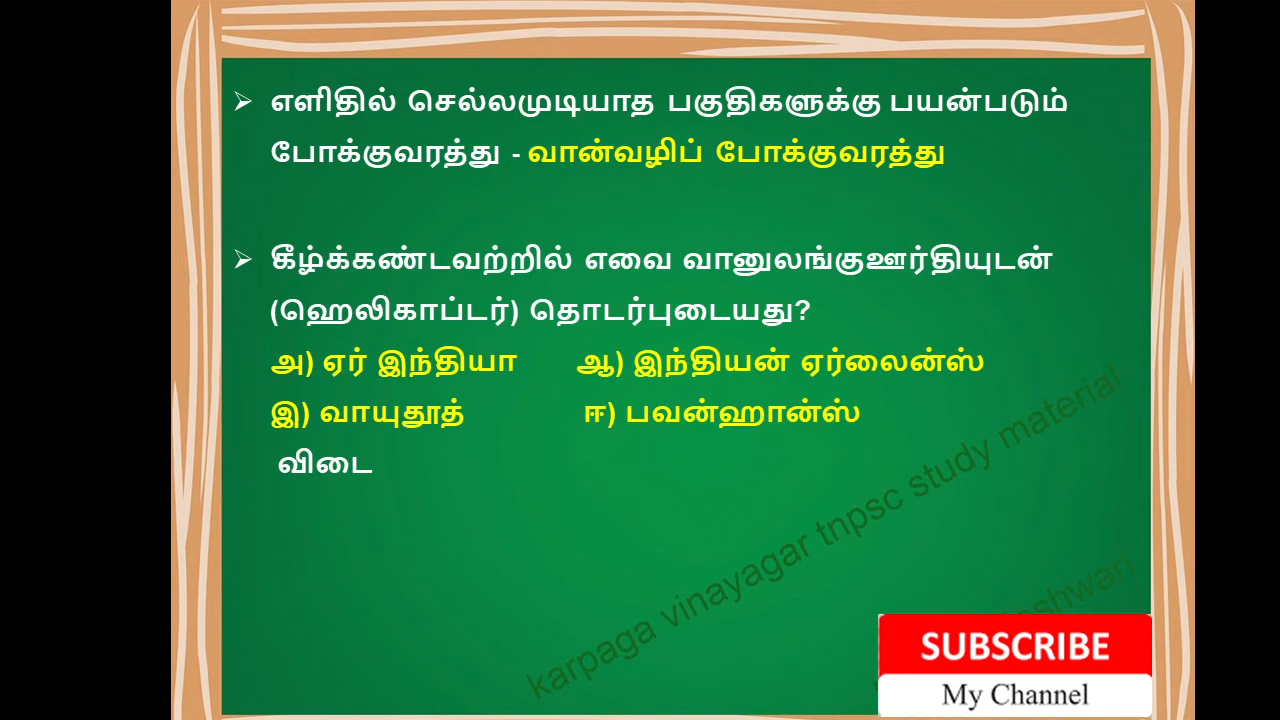 ➢ எளிதில் செல்லமுடியாத பகுதிகளுக்கு பயன்படும்
போக்குவரத்து - வான்வழிப் போக்குவரத்து
➢ கீழ்க்கண்டவற்றில் எவை வானுலங்குஊர்தியுடன்
(ஹெலிகாப்டர்) தொடர்புடையது?
அ) ஏர் இந்தியா ஆ) இந்தியன் ஏர்லைன்ஸ்
இ) வாயுதூத் ஈ) பவன்ஹான்ஸ்
விடை
karpaga vinayagar tnpsc study material
SUBSCRIBE
My Channel